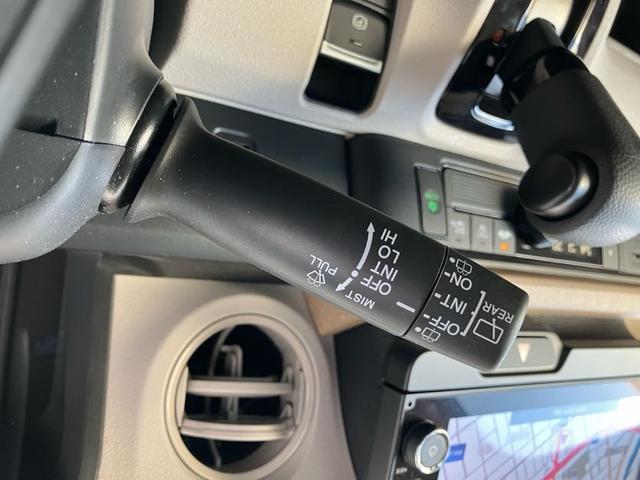 MIST
OFF
INT
LO
HI
PULL
REAR
OFF
INT
ON